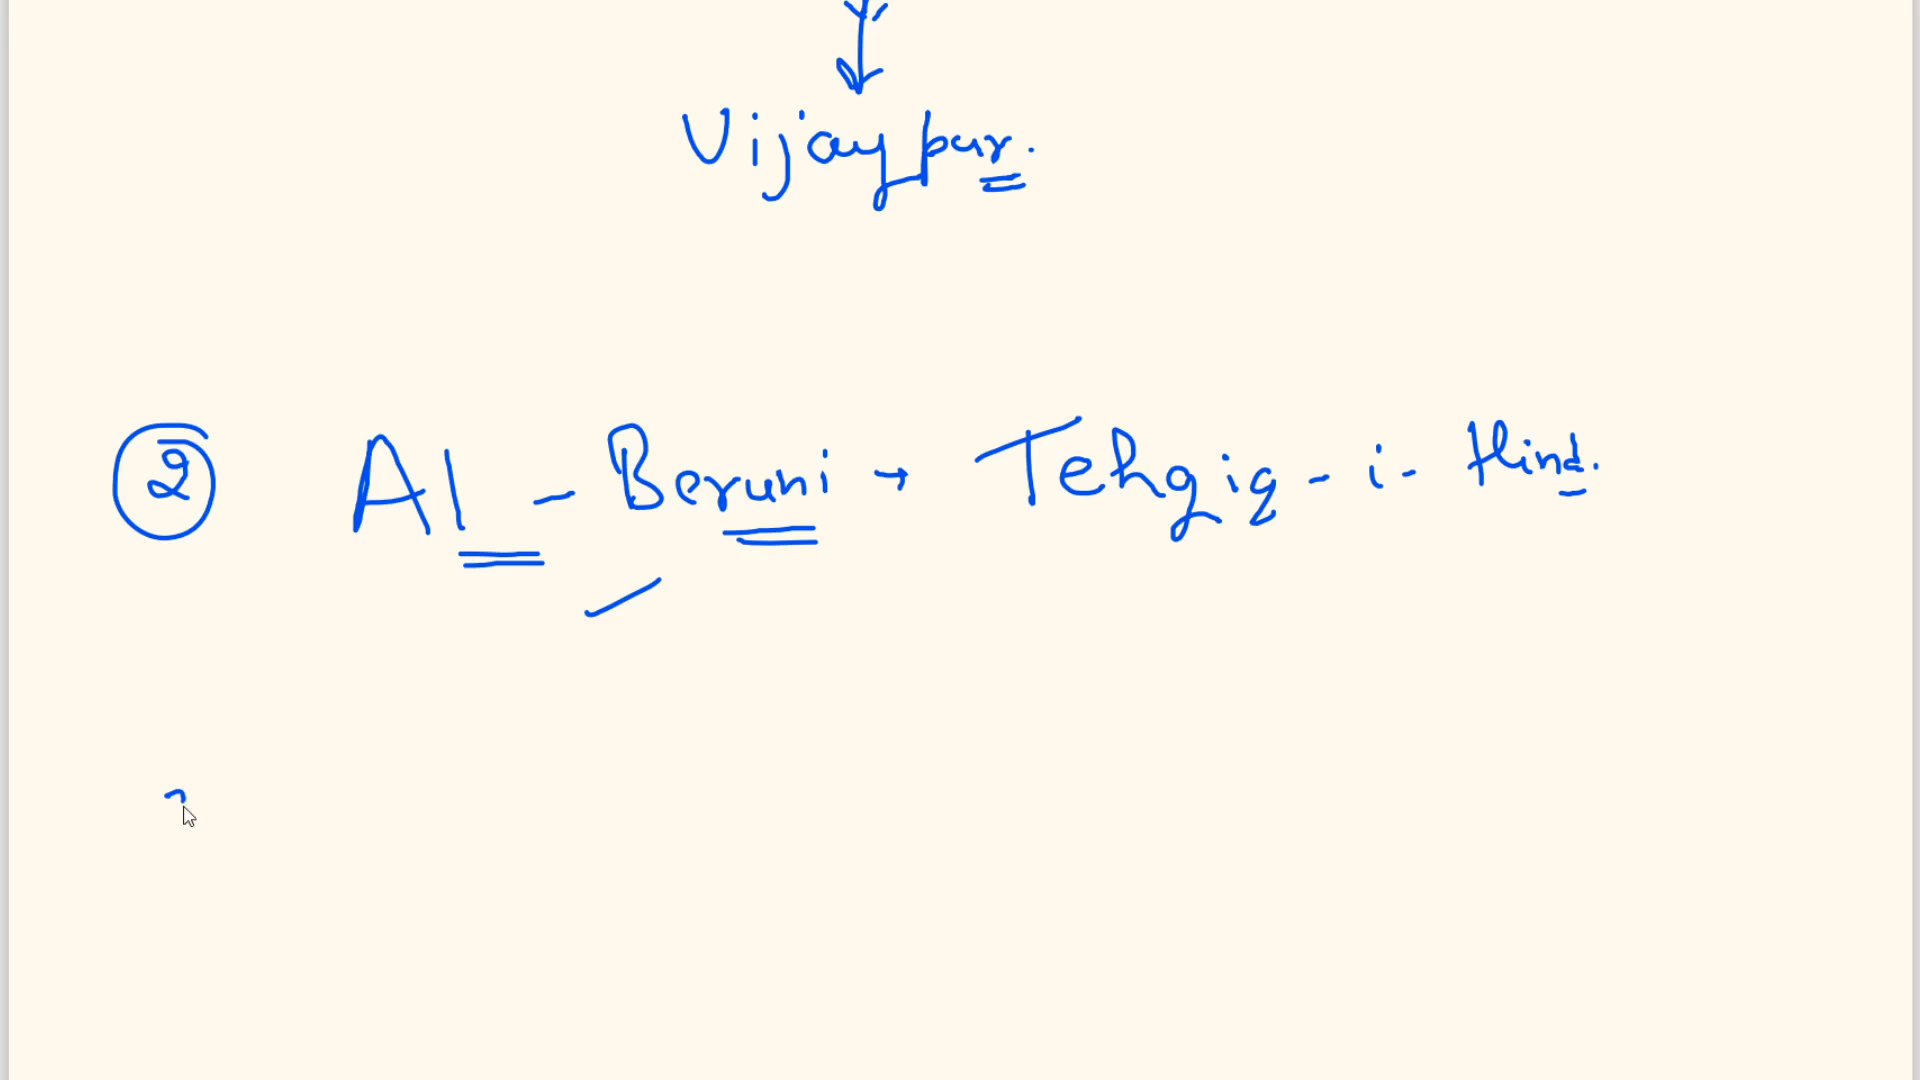 Vijaypur.
② Al - Beruni → Tehqiq - i - Hind.